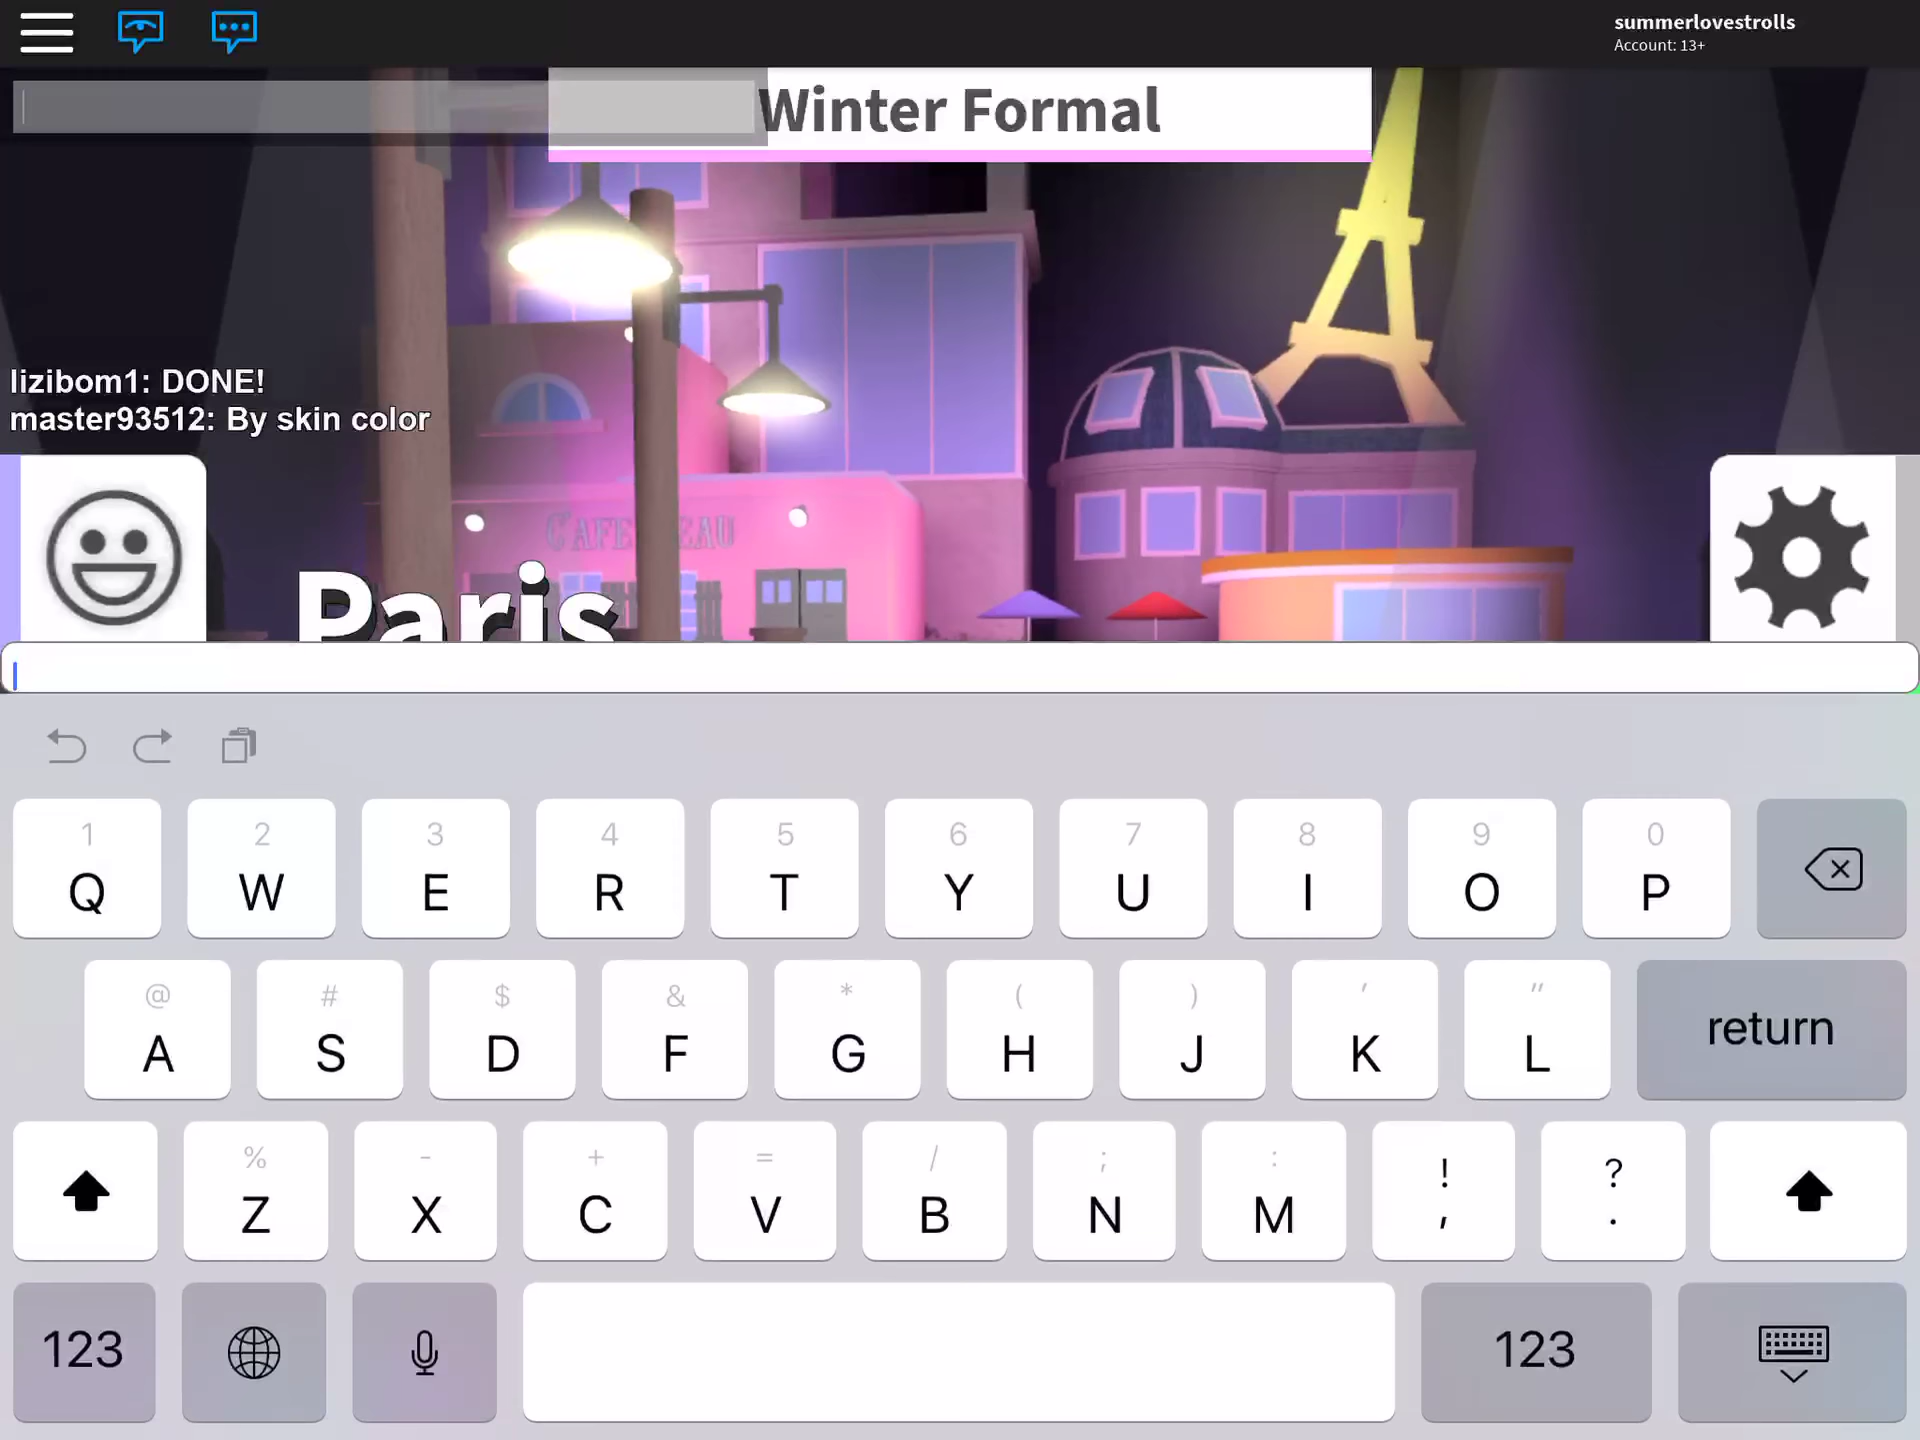 summerlovestrolls
Account: 13+
Winter Formal
lizibom1: DONE!
master93512: By skin color
CAFE
Paris
1 2 3 4 5 6 7 8 9 0
Q W E R T Y U I O P
@ # $ & * ( ) ' "
A S D F G H J K L return
% - + = / ; : ! ?
Z X C V B N M , .
123 123